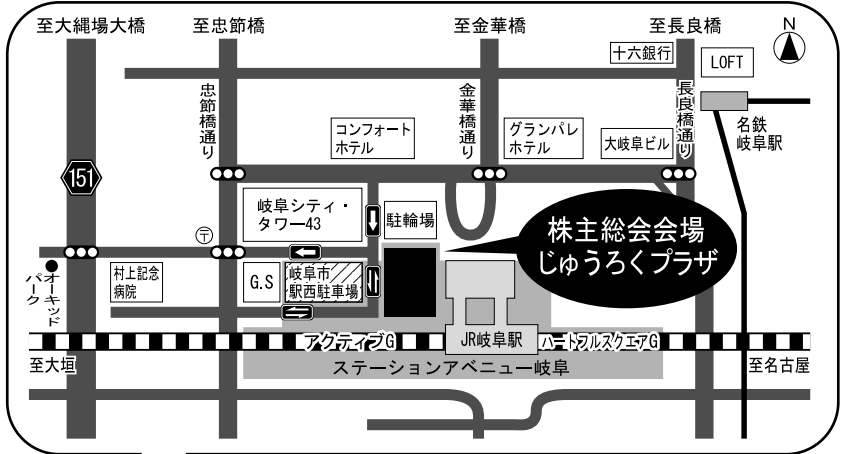 至大縄場大橋
至忠節橋
至金華橋
至長良橋
N
十六銀行
LOFT
忠節橋通り
金華橋通り
長良橋通り
名鉄
岐阜駅
コンフォート
ホテル
グランパレ
ホテル
大岐阜ビル
151
岐阜シティ・
タワー43
駐輪場
株主総会会場
じゅうろくプラザ
〒
オーキッド
パーク
村上記念
病院
G.S
岐阜市
駅西駐車場
アクティブG
JR岐阜駅
ハートフルスクエアG
至大垣
ステーションアベニュー岐阜
至名古屋